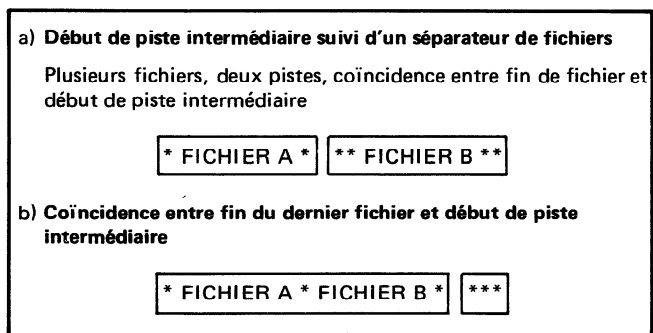 a) Début de piste intermédiaire suivi d'un séparateur de fichiers
Plusieurs fichiers, deux pistes, coïncidence entre fin de fichier et
début de piste intermédiaire
* FICHIER A * ** FICHIER B **
b) Coïncidence entre fin du dernier fichier et début de piste
intermédiaire
* FICHIER A * FICHIER B * ***